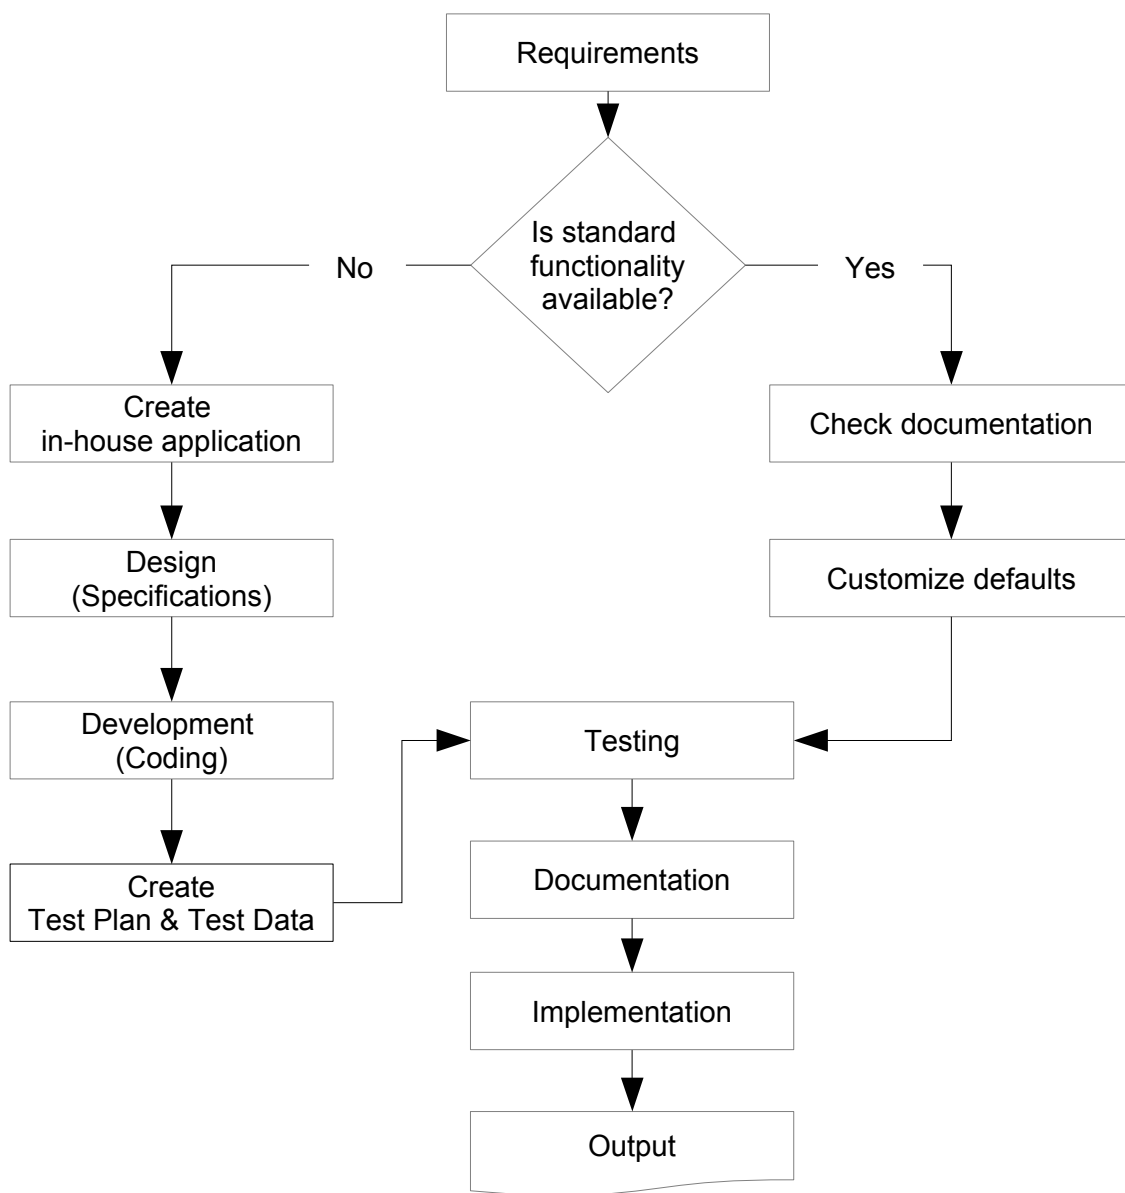 Requirements
Is standard
functionality
available?
No
Yes
Create
in-house application
Check documentation
Design
(Specifications)
Customize defaults
Development
(Coding)
Testing
Create
Test Plan & Test Data
Documentation
Implementation
Output